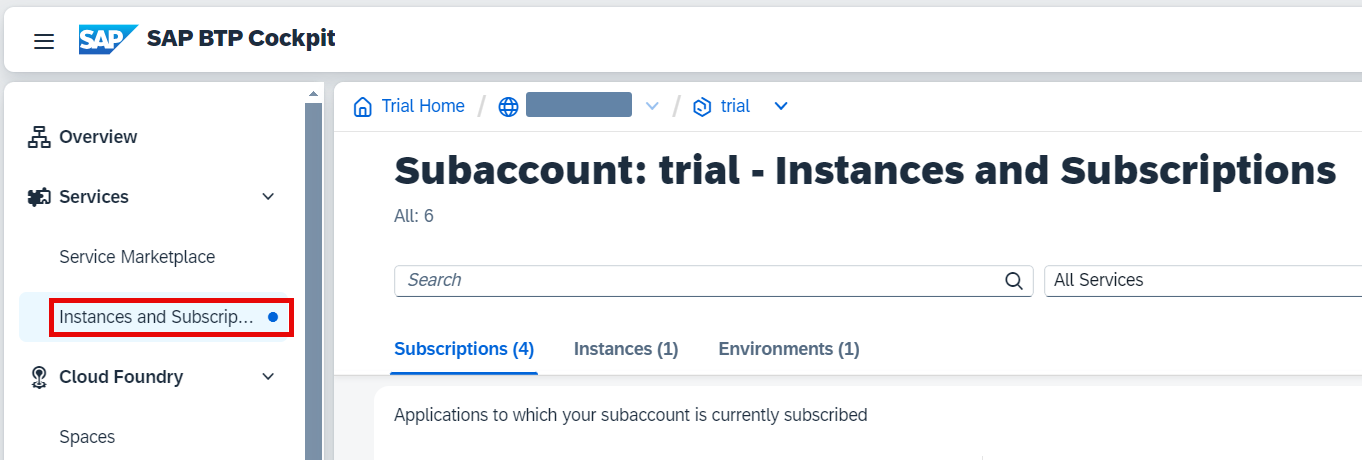 SAP SAP BTP Cockpit
Overview
Services
Service Marketplace
Instances and Subscrip...
Cloud Foundry
Spaces
Trial Home / / trial
Subaccount: trial - Instances and Subscriptions
All: 6
Search All Services
Subscriptions (4) Instances (1) Environments (1)
Applications to which your subaccount is currently subscribed